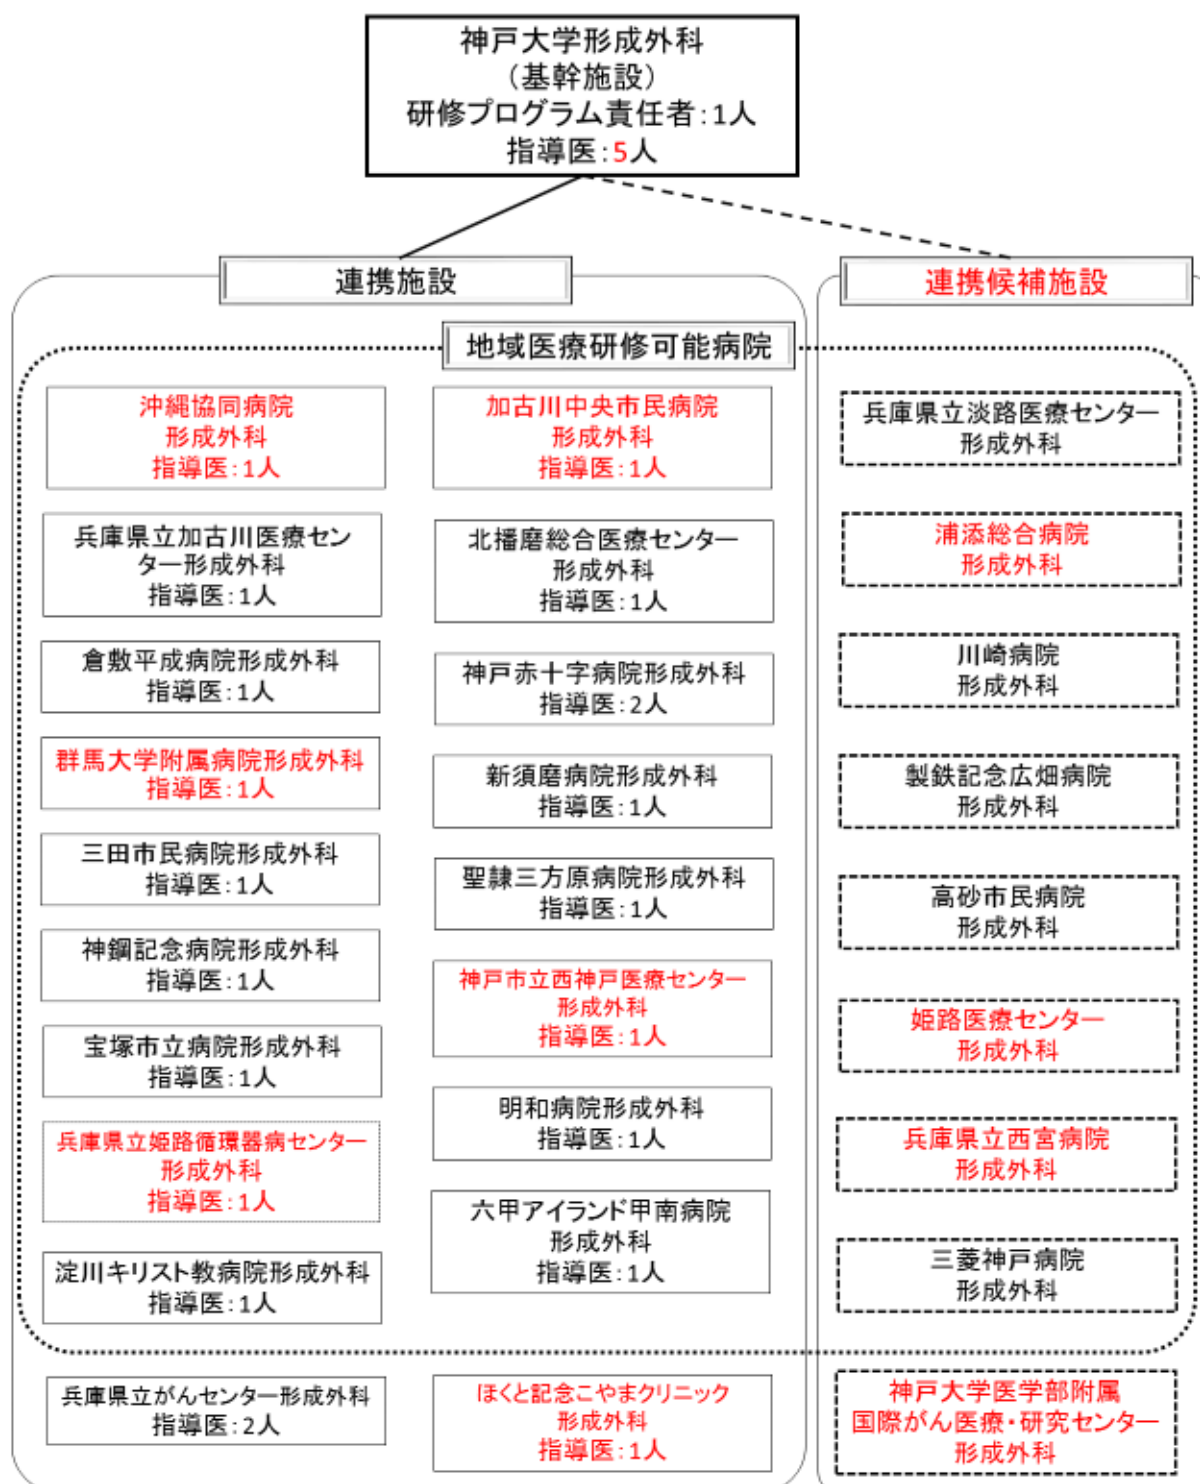 神戸大学形成外科
（基幹施設）
研修プログラム責任者：1人
指導医：5人
連携施設
連携候補施設
地域医療研修可能病院
沖縄協同病院
形成外科
指導医：1人
兵庫県立加古川医療セン
ター形成外科
指導医：1人
倉敷平成病院形成外科
指導医：1人
群馬大学附属病院形成外科
指導医：1人
三田市民病院形成外科
指導医：1人
神鋼記念病院形成外科
指導医：1人
宝塚市立病院形成外科
指導医：1人
兵庫県立姫路循環器病センター
形成外科
指導医：1人
淀川キリスト教病院形成外科
指導医：1人
兵庫県立がんセンター形成外科
指導医：2人
加古川中央市民病院
形成外科
指導医：1人
北播磨総合医療センター
形成外科
指導医：1人
神戸赤十字病院形成外科
指導医：2人
新須磨病院形成外科
指導医：1人
聖隷三方原病院形成外科
指導医：1人
神戸市立西神戸医療センター
形成外科
指導医：1人
明和病院形成外科
指導医：1人
六甲アイランド甲南病院
形成外科
指導医：1人
ほくと記念こやまクリニック
形成外科
指導医：1人
兵庫県立淡路医療センター
形成外科
浦添総合病院
形成外科
川崎病院
形成外科
製鉄記念広畑病院
形成外科
高砂市民病院
形成外科
姫路医療センター
形成外科
兵庫県立西宮病院
形成外科
三菱神戸病院
形成外科
神戸大学医学部附属
国際がん医療・研究センター
形成外科